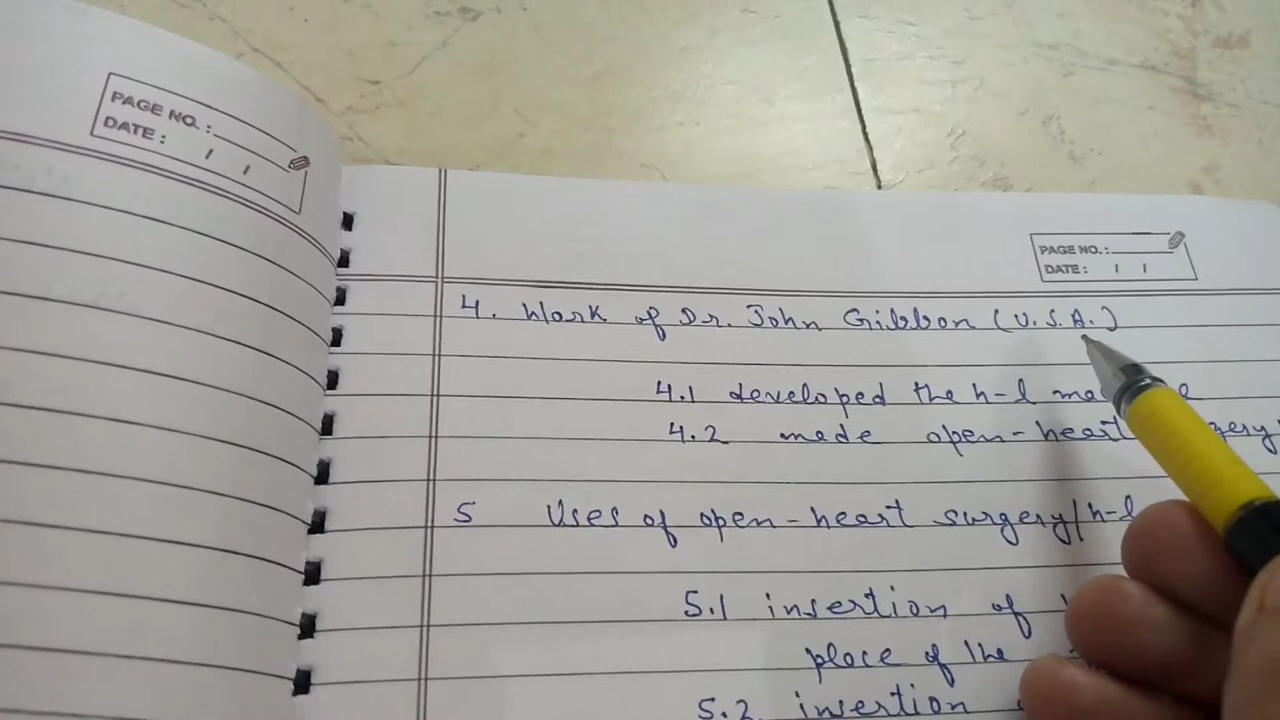 PAGE NO. :
DATE : / /
PAGE NO. :
DATE : / /
4. Work of Dr. John Gibbon (U.S.A.)
4.1 developed the h-l
4.2 made open-heart
5 Uses of open-heart surgery/h-l
5.1 insertion of
place of the
5.2 insertion